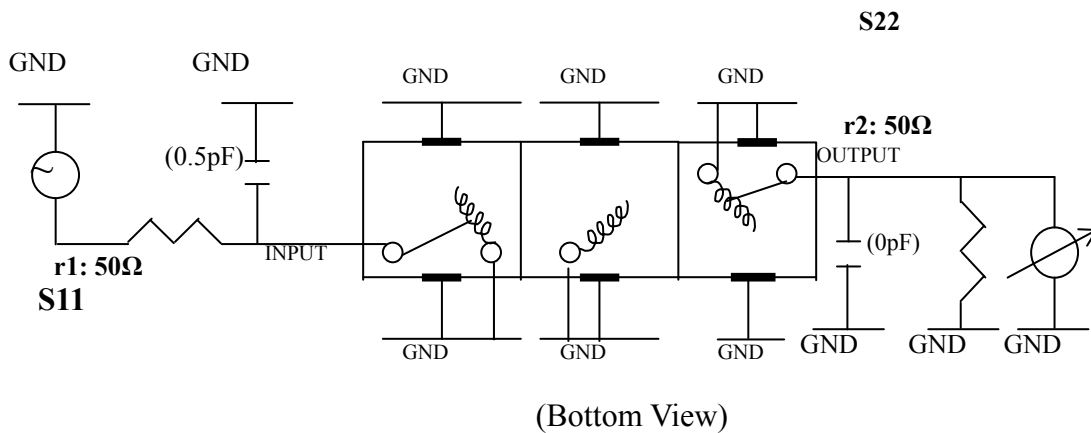 S22
GND
GND
GND
GND
GND
r2: 50Ω
(0.5pF)
OUTPUT
INPUT
(0pF)
r1: 50Ω
S11
GND
GND
GND
GND
GND
GND
(Bottom View)